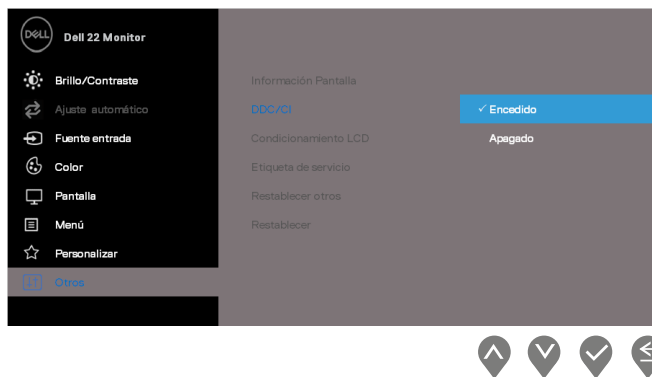 DELL
Dell 22 Monitor
Brillo/Contraste
Ajuste automático
Fuente entrada
Color
Pantalla
Menú
Personalizar
Otros
Información Pantalla
DDC/CI
Condicionamiento LCD
Etiqueta de servicio
Restablecer otros
Restablecer
✓ Encedido
Apagado